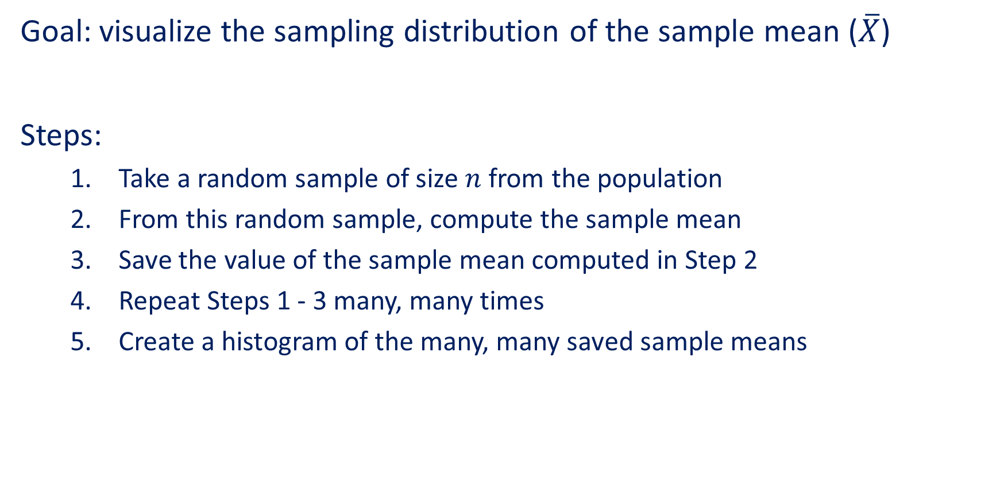 Goal: visualize the sampling distribution of the sample mean (X̅)
Steps:
1. Take a random sample of size n from the population
2. From this random sample, compute the sample mean
3. Save the value of the sample mean computed in Step 2
4. Repeat Steps 1 - 3 many, many times
5. Create a histogram of the many, many saved sample means